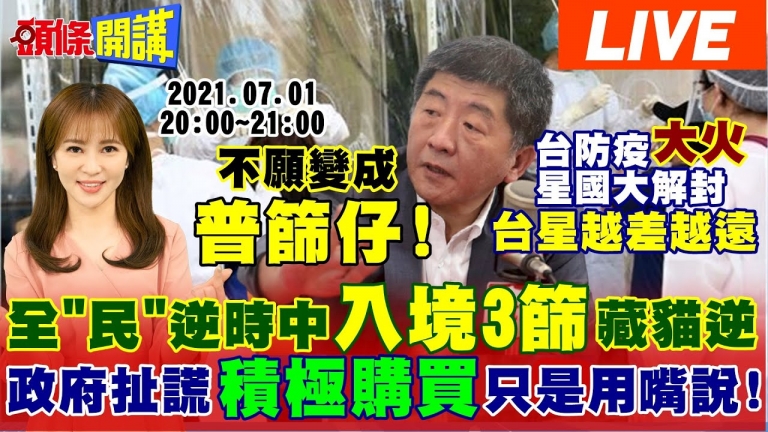 頭條開講
LIVE
2021.07.01
20:00~21:00
不願變成
普篩仔!
台防疫大火
星國大解封
台星越差越遠
全"民"逆時中入境3篩藏貓逆
政府扯謊積極購買只是用嘴說!